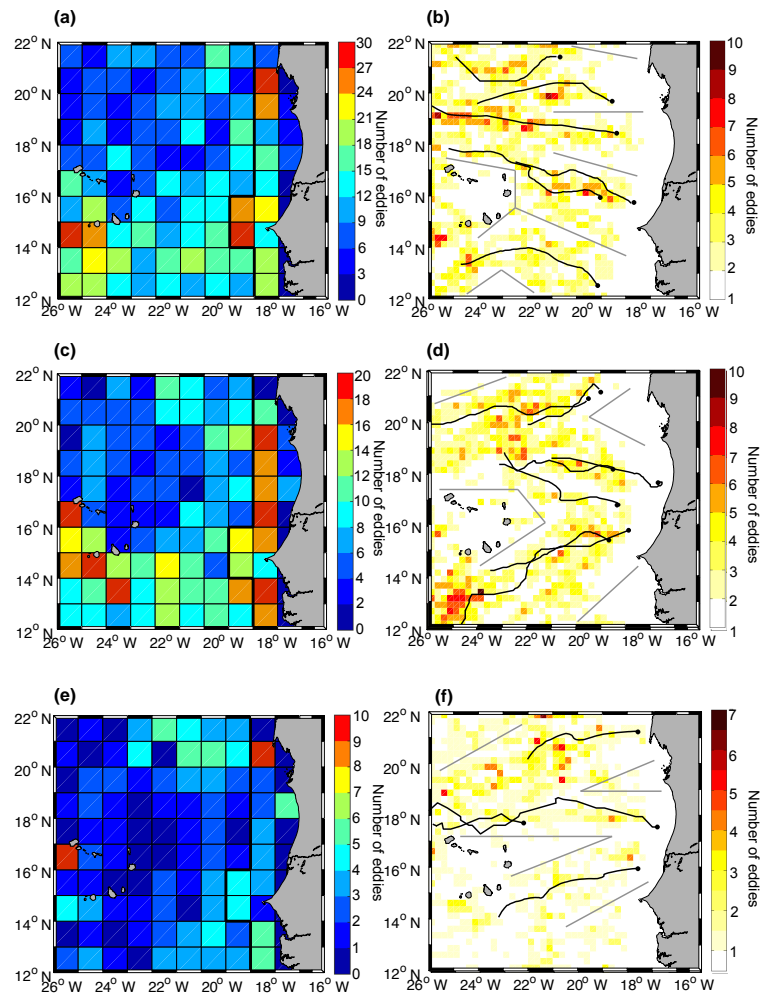 (a)
22° N
20° N
18° N
16° N
14° N
12° N
26° W 24° W 22° W 20° W 18° W 16° W
30
27
24
21
18
15
12
9
6
3
0
Number of eddies
(b)
22° N
20° N
18° N
16° N
14° N
12° N
26° W 24° W 22° W 20° W 18° W 16° W
10
9
8
7
6
5
4
3
2
1
Number of eddies
(c)
22° N
20° N
18° N
16° N
14° N
12° N
26° W 24° W 22° W 20° W 18° W 16° W
20
18
16
14
12
10
8
6
4
2
0
Number of eddies
(d)
22° N
20° N
18° N
16° N
14° N
12° N
26° W 24° W 22° W 20° W 18° W 16° W
10
9
8
7
6
5
4
3
2
1
Number of eddies
(e)
22° N
20° N
18° N
16° N
14° N
12° N
26° W 24° W 22° W 20° W 18° W 16° W
10
9
8
7
6
5
4
3
2
1
0
Number of eddies
(f)
22° N
20° N
18° N
16° N
14° N
12° N
26° W 24° W 22° W 20° W 18° W 16° W
7
6
5
4
3
2
1
Number of eddies